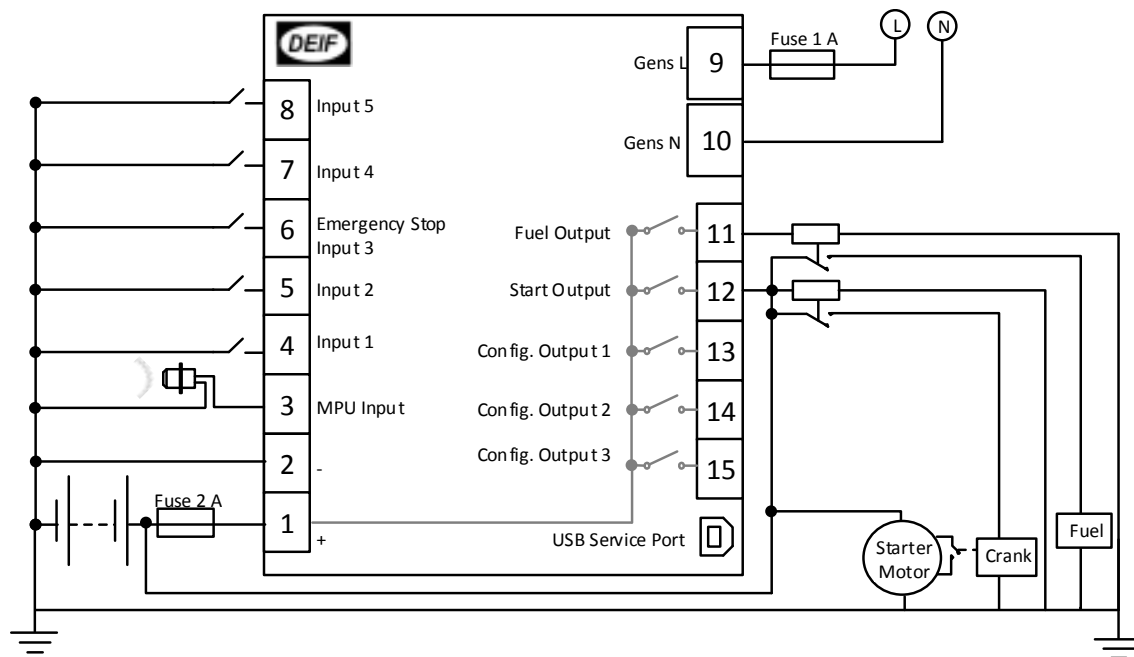 DEIF
8
Input 5
7
Input 4
6
Emergency Stop
Input 3
5
Input 2
4
Input 1
3
MPU Input
2
-
Fuse 2 A
1
+
Gens L
9
Fuse 1 A
L
N
Gens N
10
Fuel Output
11
Start Output
12
Config. Output 1
13
Config. Output 2
14
Config. Output 3
15
USB Service Port
Starter
Motor
Crank
Fuel